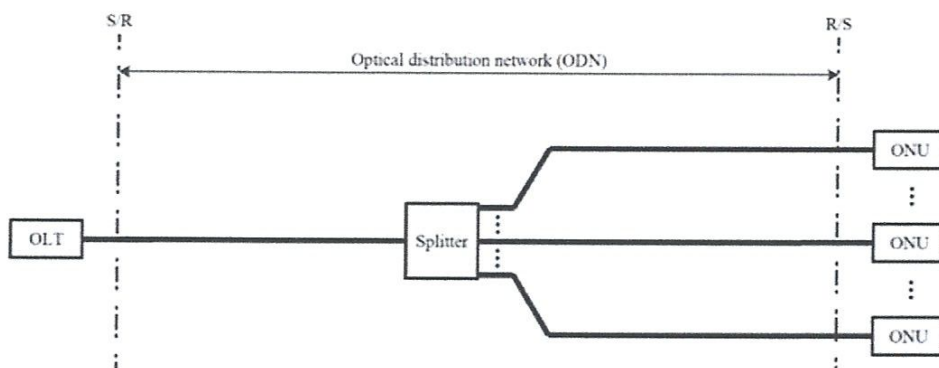 S/R
R/S
Optical distribution network (ODN)
ONU
OLT
Splitter
ONU
ONU